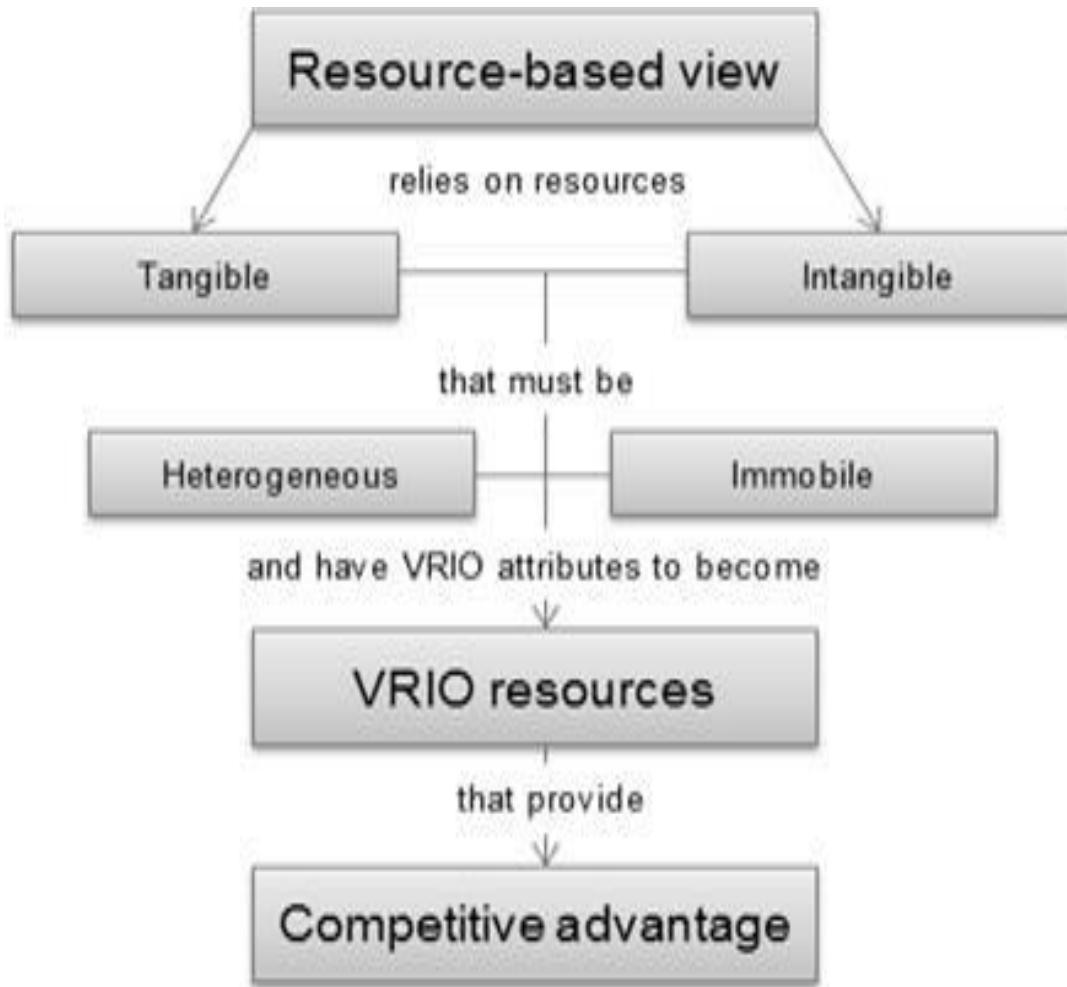 Resource-based view
relies on resources
Tangible
Intangible
that must be
Heterogeneous
Immobile
and have VRIO attributes to become
VRIO resources
that provide
Competitive advantage